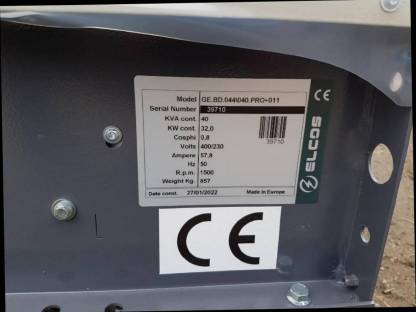 Model GE.BD.044\040.PRO+011
Serial Number 39710
KVA cont. 40
KW cont. 32,0
Cosphi 0,8
Volts 400/230
Ampere 57,8
Hz 50
R.p.m. 1500
Weight Kg. 857
Date const. 27/01/2022 Made in Europe
39710
CE
ELCOS
CE